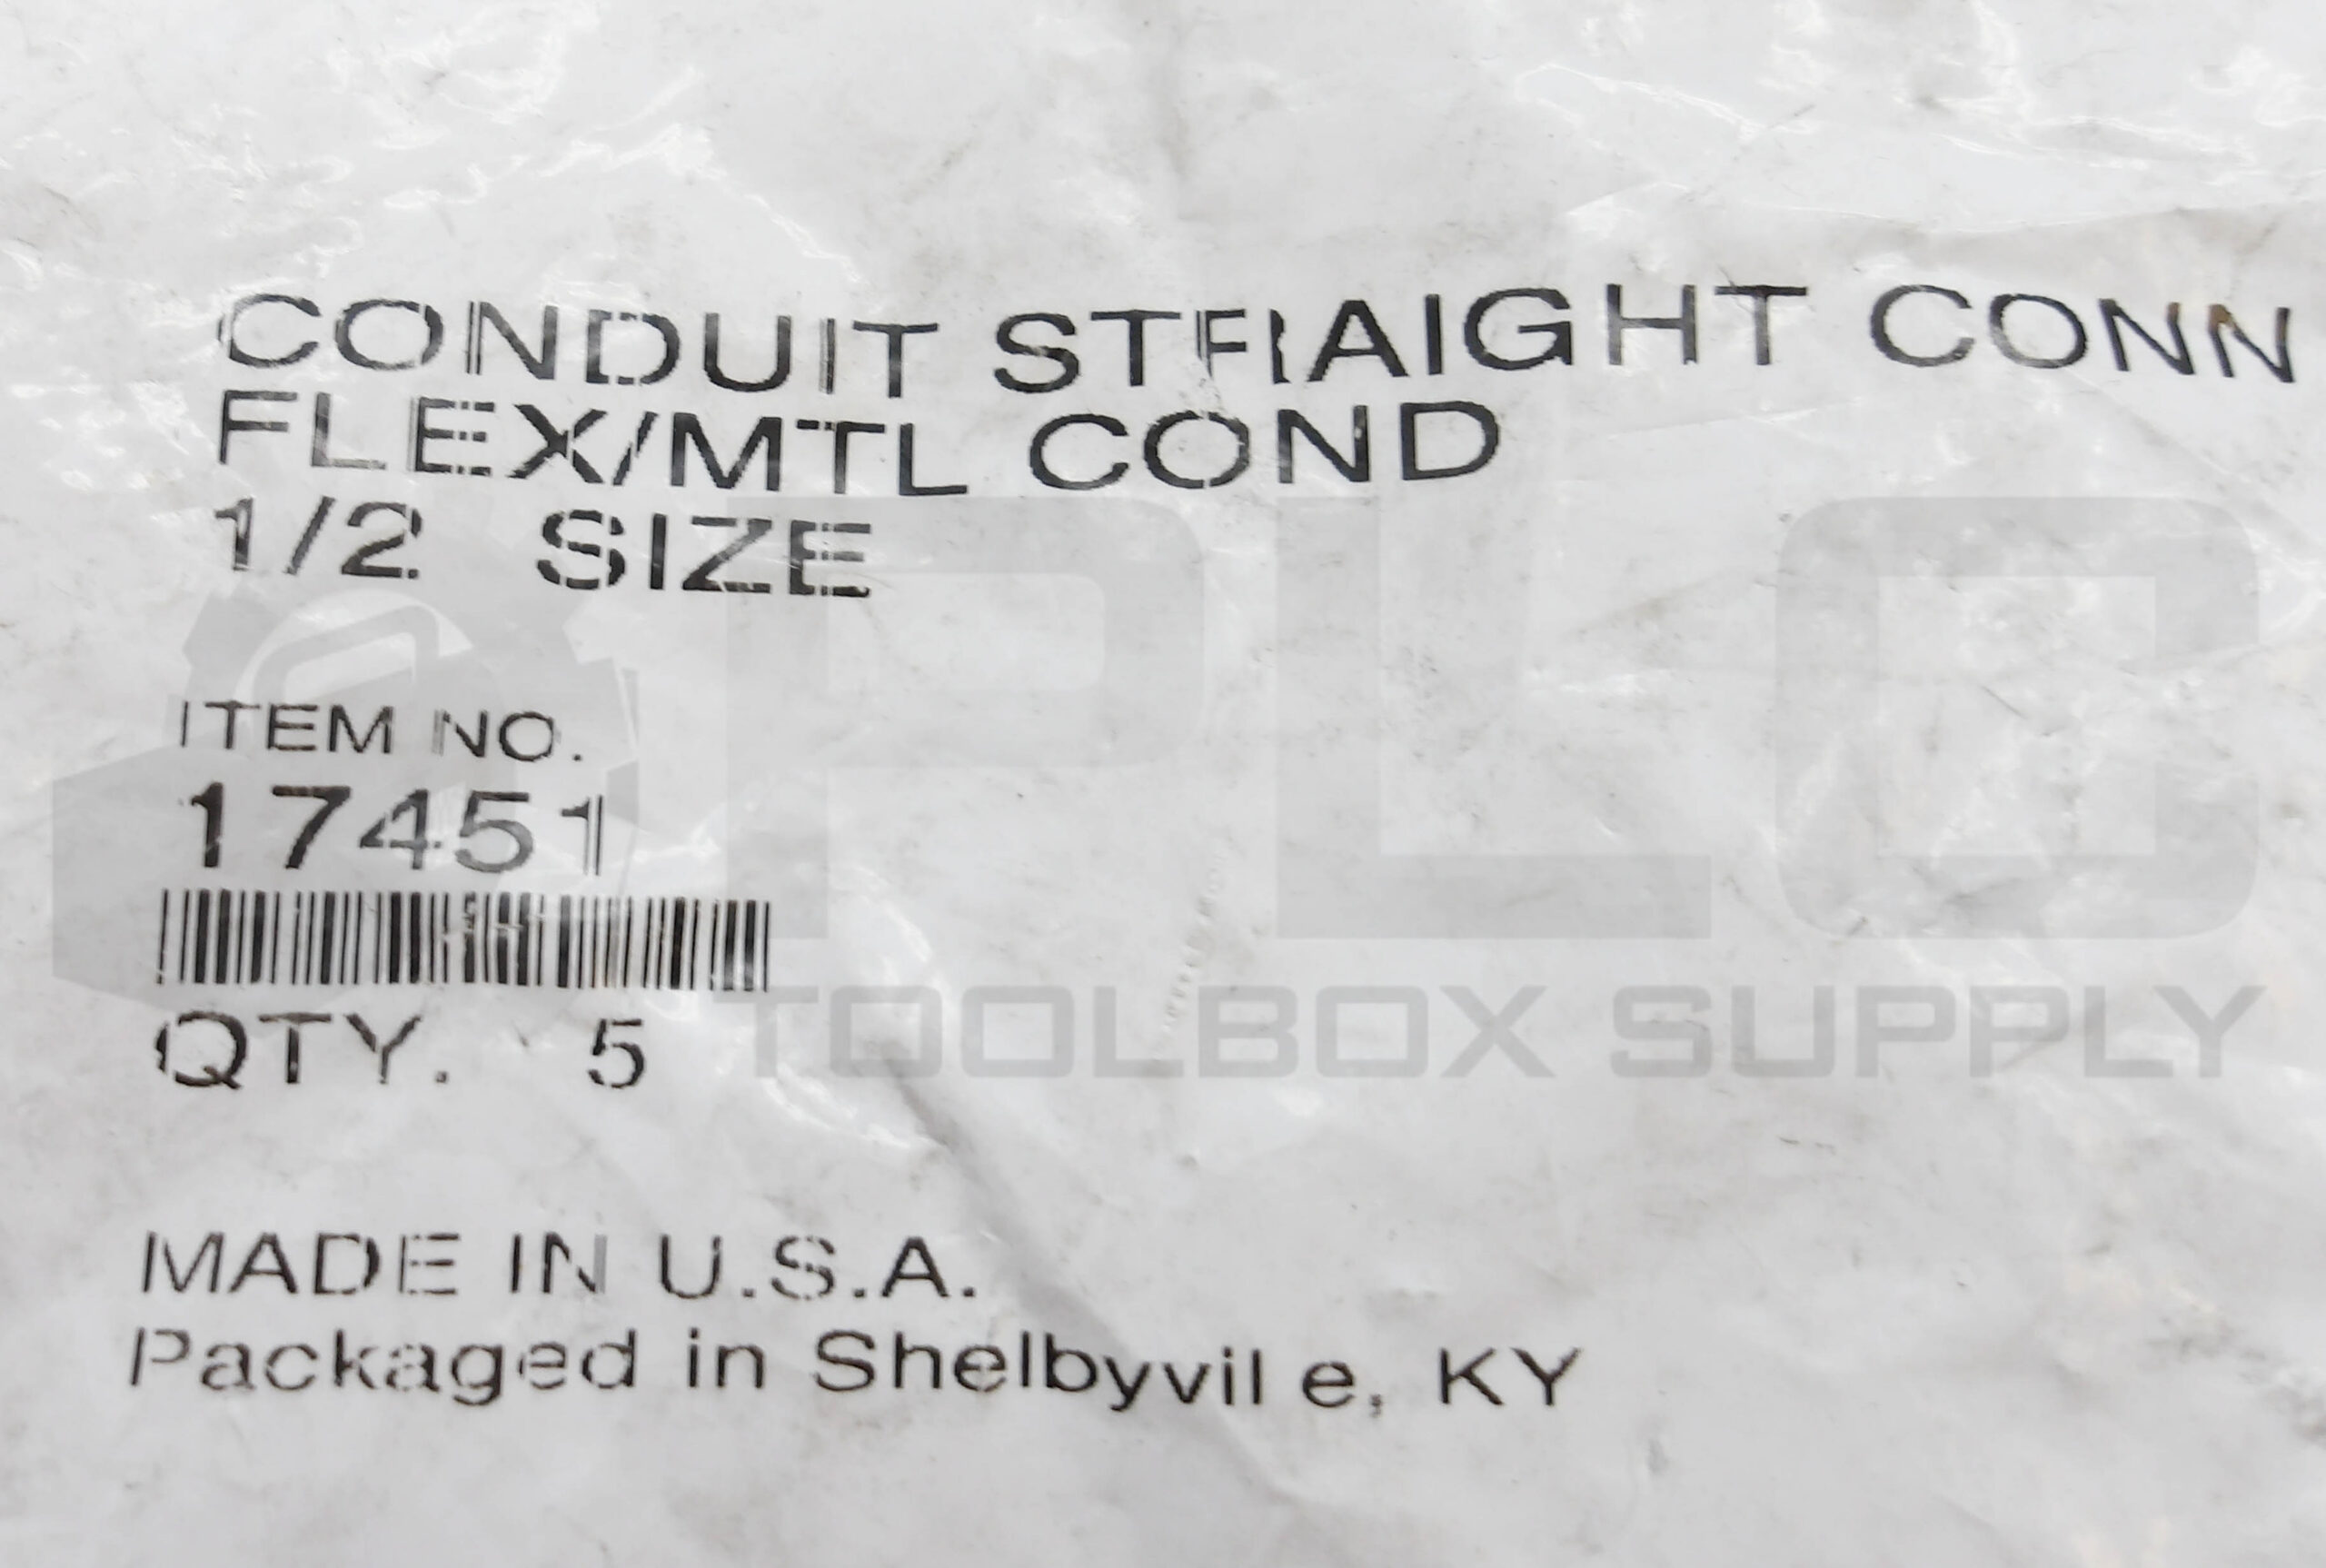 CONDUIT STRAIGHT CONN
FLEX/MTL COND
1/2 SIZE
PLC
ITEM NO.
17451
TOOLBOX SUPPLY
QTY. 5
MADE IN U.S.A.
Packaged in Shelbyville, KY